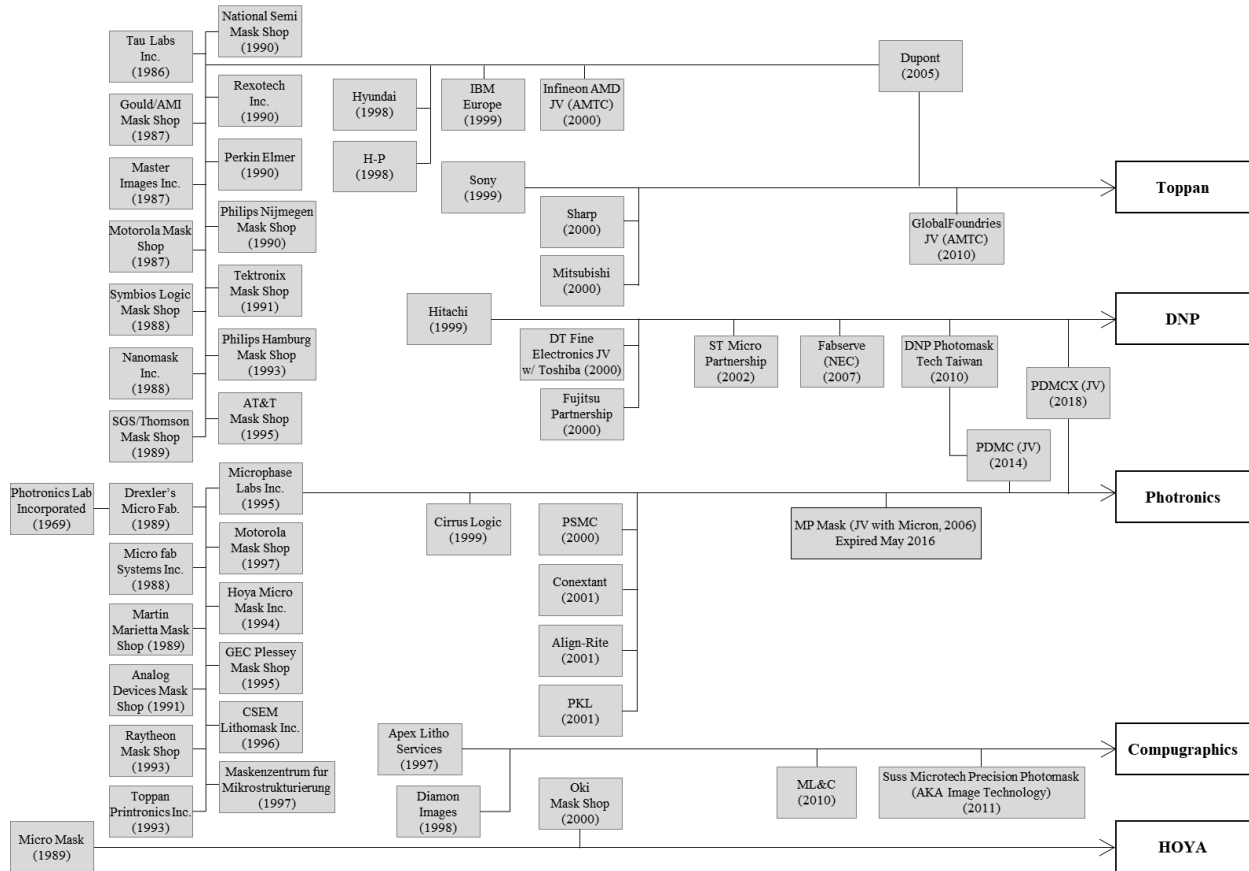 National Semi
Mask Shop
(1990)
Tau Labs
Inc.
(1986)
Rexotech
Inc.
(1990)
Gould/AMI
Mask Shop
(1987)
Perkin Elmer
(1990)
Master
Images Inc.
(1987)
Philips Nijmegen
Mask Shop
(1990)
Motorola Mask
Shop
(1987)
Tektronix
Mask Shop
(1991)
Symbios Logic
Mask Shop
(1988)
Philips Hamburg
Mask Shop
(1993)
Nanomask
Inc.
(1988)
AT&T
Mask Shop
(1995)
SGS/Thomson
Mask Shop
(1989)
Hyundai
(1998)
H-P
(1998)
IBM
Europe
(1999)
Infineon AMD
JV (AMTC)
(2000)
Dupont
(2005)
Sony
(1999)
Sharp
(2000)
Mitsubishi
(2000)
GlobalFoundries
JV (AMTC)
(2010)
Toppan
Hitachi
(1999)
DT Fine
Electronics JV
w/ Toshiba (2000)
Fujitsu
Partnership
(2000)
ST Micro
Partnership
(2002)
Fabserve
(NEC)
(2007)
DNP Photomask
Tech Taiwan
(2010)
PDMCX (JV)
(2018)
PDMC (JV)
(2014)
DNP
Photronics Lab
Incorporated
(1969)
Drexler's
Micro Fab.
(1989)
Microphase
Labs Inc.
(1995)
Micro fab
Systems Inc.
(1988)
Motorola
Mask Shop
(1997)
Martin
Marietta Mask
Shop (1989)
Hoya Micro
Mask Inc.
(1994)
Analog
Devices Mask
Shop (1991)
GEC Plessey
Mask Shop
(1995)
Raytheon
Mask Shop
(1993)
CSEM
Lithomask Inc.
(1996)
Toppan
Printronics Inc.
(1993)
Maskenzentrum fur
Mikrostrukturierung
(1997)
Cirrus Logic
(1999)
PSMC
(2000)
Conextant
(2001)
Align-Rite
(2001)
PKL
(2001)
MP Mask (JV with Micron, 2006)
Expired May 2016
Photronics
Apex Litho
Services
(1997)
Diamon
Images
(1998)
ML&C
(2010)
Suss Microtech Precision Photomask
(AKA Image Technology)
(2011)
Compugraphics
Micro Mask
(1989)
Oki
Mask Shop
(2000)
HOYA